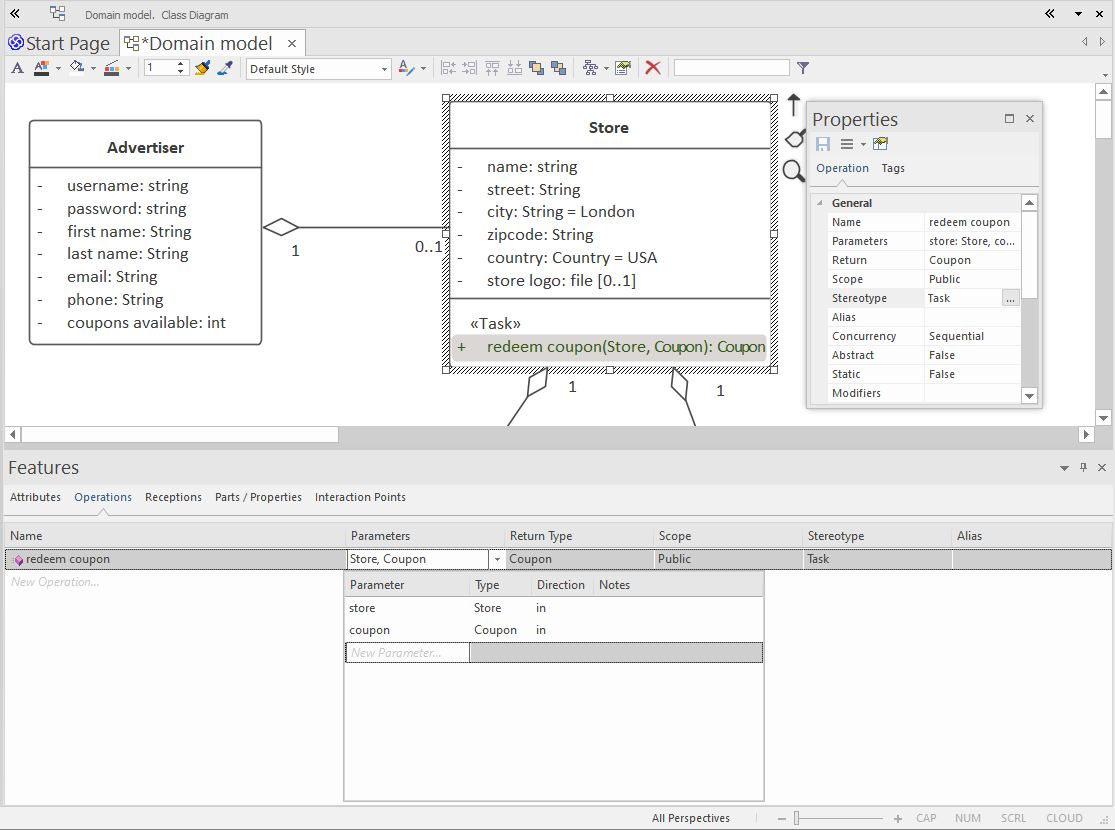 Domain model. Class Diagram
Start Page
*Domain model
1
Default Style
Advertiser
- username: string
- password: string
- first name: String
- last name: String
- email: String
- phone: String
- coupons available: int
1
0..1
Store
- name: string
- street: String
- city: String = London
- zipcode: String
- country: Country = USA
- store logo: file [0..1]
«Task»
+ redeem coupon(Store, Coupon): Coupon
1
1
Properties
Operation Tags
General
Name redeem coupon
Parameters store: Store, co...
Return Coupon
Scope Public
Stereotype Task ...
Alias
Concurrency Sequential
Abstract False
Static False
Modifiers
Features
Attributes Operations Receptions Parts / Properties Interaction Points
Name Parameters Return Type Scope Stereotype Alias
redeem coupon Store, Coupon Coupon Public Task
New Operation...
Parameter Type Direction Notes
store Store in
coupon Coupon in
New Parameter...
All Perspectives CAP NUM SCRL CLOUD